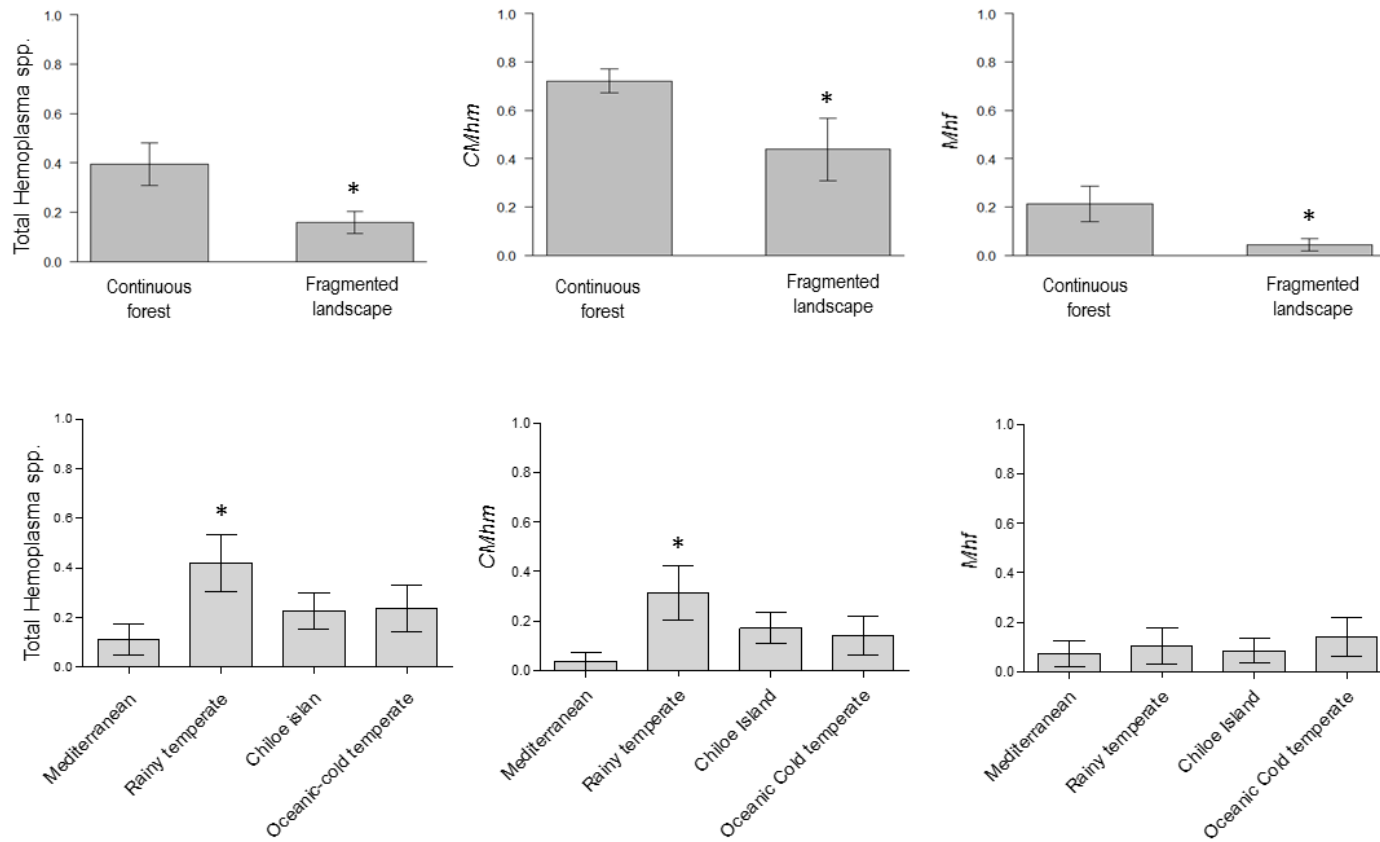 Total Hemoplasma spp.
1.0
0.8
0.6
0.4
0.2
0.0
*
Continuous
forest
Fragmented
landscape
CMhm
1.0
0.8
0.6
0.4
0.2
0.0
*
Continuous
forest
Fragmented
landscape
Mhf
1.0
0.8
0.6
0.4
0.2
0.0
*
Continuous
forest
Fragmented
landscape
Total Hemoplasma spp.
1.0
0.8
0.6
0.4
0.2
0.0
*
Mediterranean
Rainy temperate
Chiloe islan
Oceanic-cold temperate
CMhm
1.0
0.8
0.6
0.4
0.2
0.0
*
Mediterranean
Rainy temperate
Chiloe Island
Oceanic Cold temperate
Mhf
1.0
0.8
0.6
0.4
0.2
0.0
Mediterranean
Rainy temperate
Chiloe Island
Oceanic Cold temperate